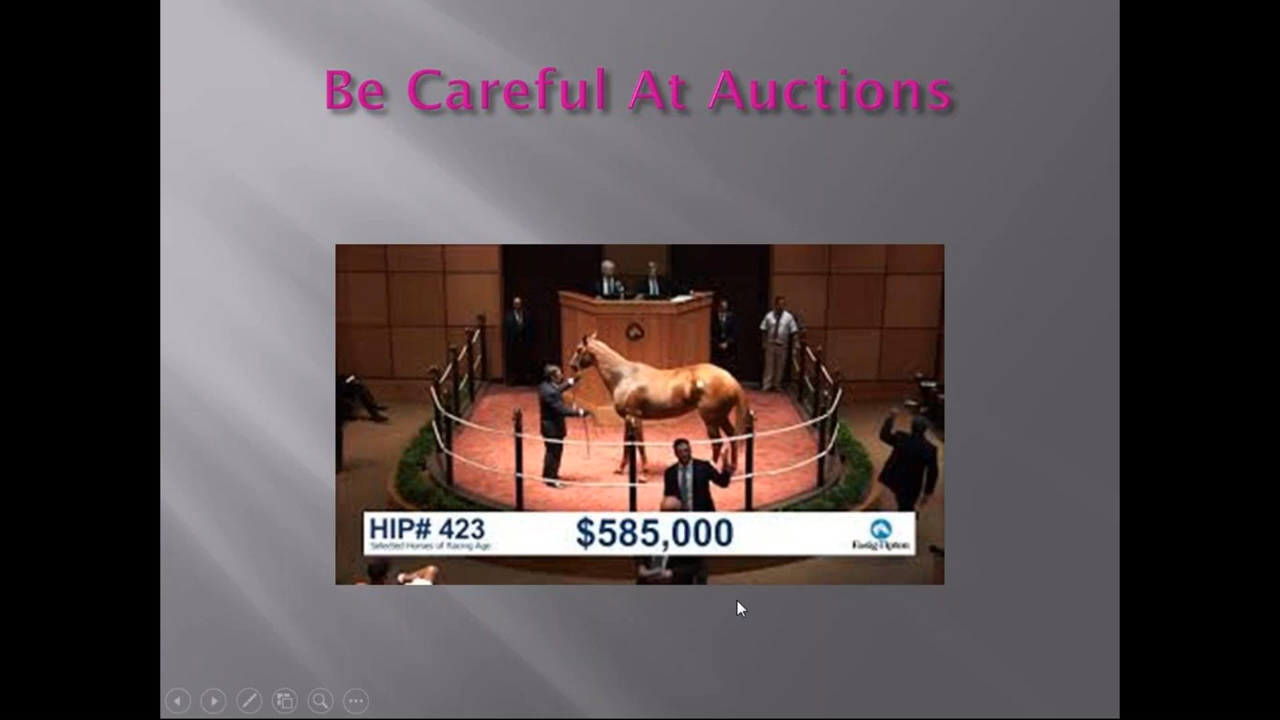 Be Careful At Auctions
HIP# 423
$585,000
Selected Horses of Racing Age
Fasig-Tipton